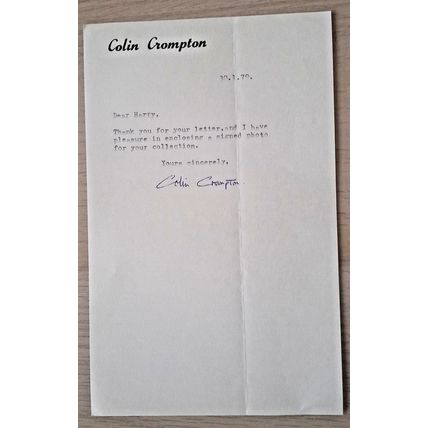 Colin Crompton
30.1.79.
Dear Harry,
Thank you for your letter,and I have
pleasure in enclosing a signed photo
for your collection.
Yours sincerely,
Colin Crompton.